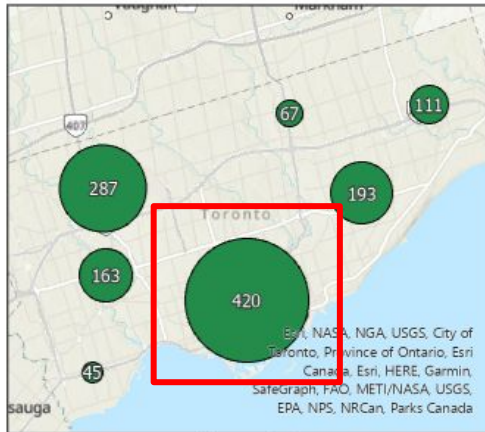 Vaughan
Markham
67
111
407
287
193
Toronto
163
420
45
Esri, NASA, NGA, USGS, City of
Toronto, Province of Ontario, Esri
Canada, Esri, HERE, Garmin,
SafeGraph, FAO, METI/NASA, USGS,
sauga
EPA, NPS, NRCan, Parks Canada